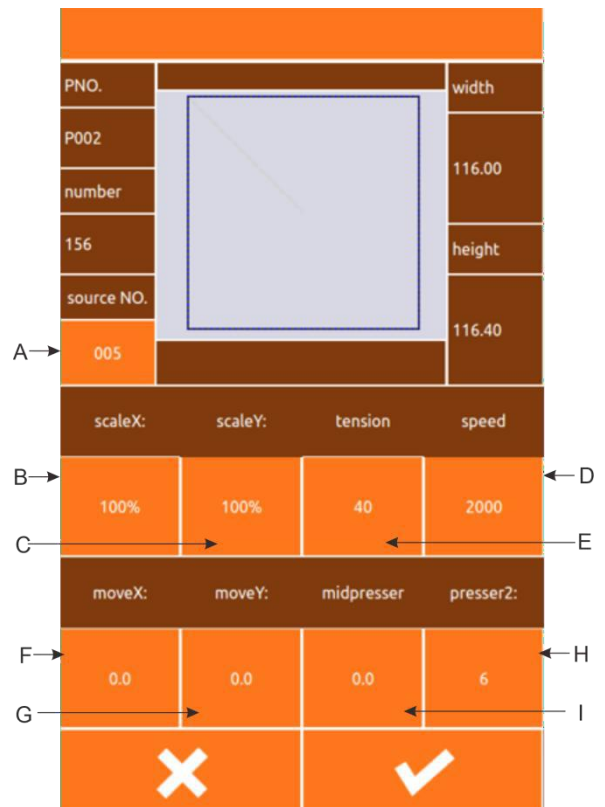 PNO.
P002
number
156
source NO.
A
005
width
116.00
height
116.40
scaleX: scaleY: tension speed
B D
100% 100% 40 2000
C E
moveX: moveY: midpresser presser2:
F H
0.0 0.0 0.0 6
G I